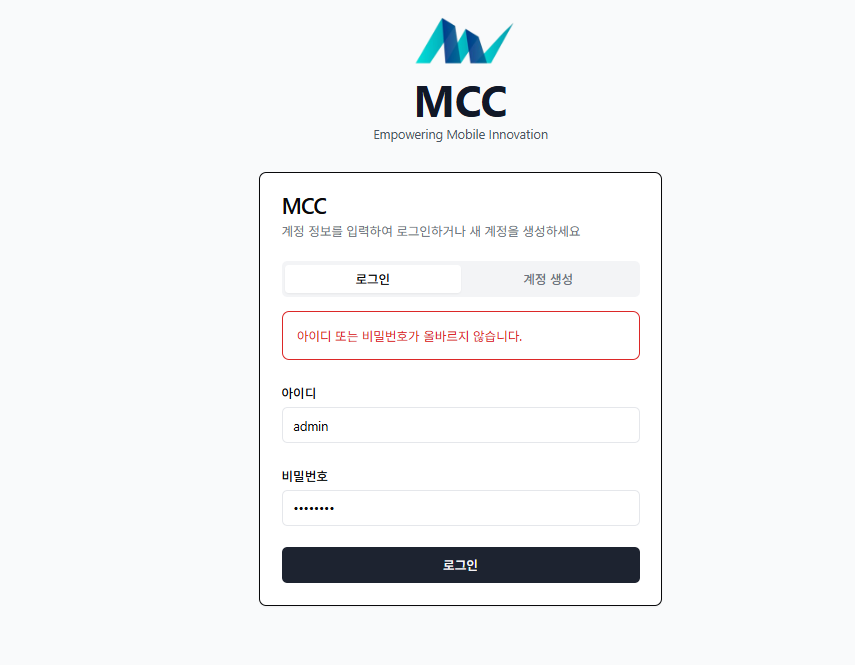 MCC
Empowering Mobile Innovation
MCC
계정 정보를 입력하여 로그인하거나 새 계정을 생성하세요
로그인
계정 생성
아이디 또는 비밀번호가 올바르지 않습니다.
아이디
admin
비밀번호
••••••••
로그인